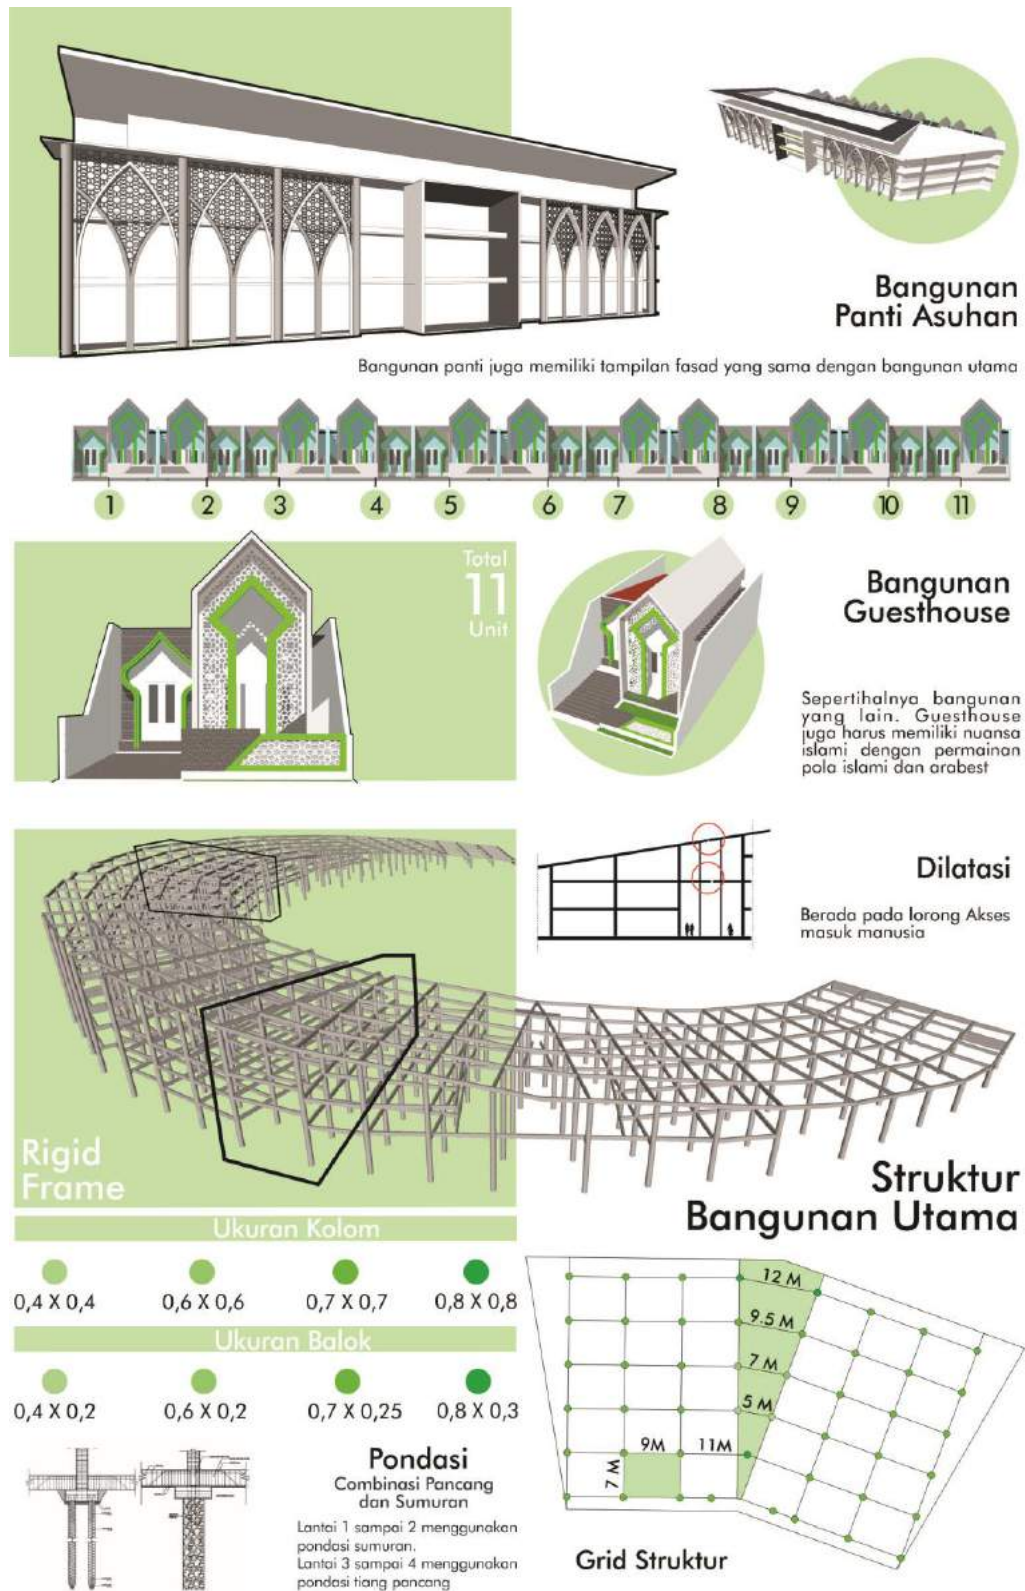 Bangunan
Panti Asuhan
Bangunan panti juga memiliki tampilan fasad yang sama dengan bangunan utama
1 2 3 4 5 6 7 8 9 10 11
Total
11
Unit
Bangunan
Guesthouse
Sepertihalnya bangunan
yang lain. Guesthouse
juga harus memiliki nuansa
islami dengan permainan
pola islami dan arabest
Dilatasi
Berada pada lorong Akses
masuk manusia
Rigid
Frame
Struktur
Bangunan Utama
Ukuran Kolom
0,4 X 0,4 0,6 X 0,6 0,7 X 0,7 0,8 X 0,8
Ukuran Balok
0,4 X 0,2 0,6 X 0,2 0,7 X 0,25 0,8 X 0,3
Pondasi
Combinasi Pancang
dan Sumuran
Lantai 1 sampai 2 menggunakan
pondasi sumuran.
Lantai 3 sampai 4 menggunakan
pondasi tiang pancang
12 M
9.5 M
7 M
5 M
9M 11M
7 M
Grid Struktur